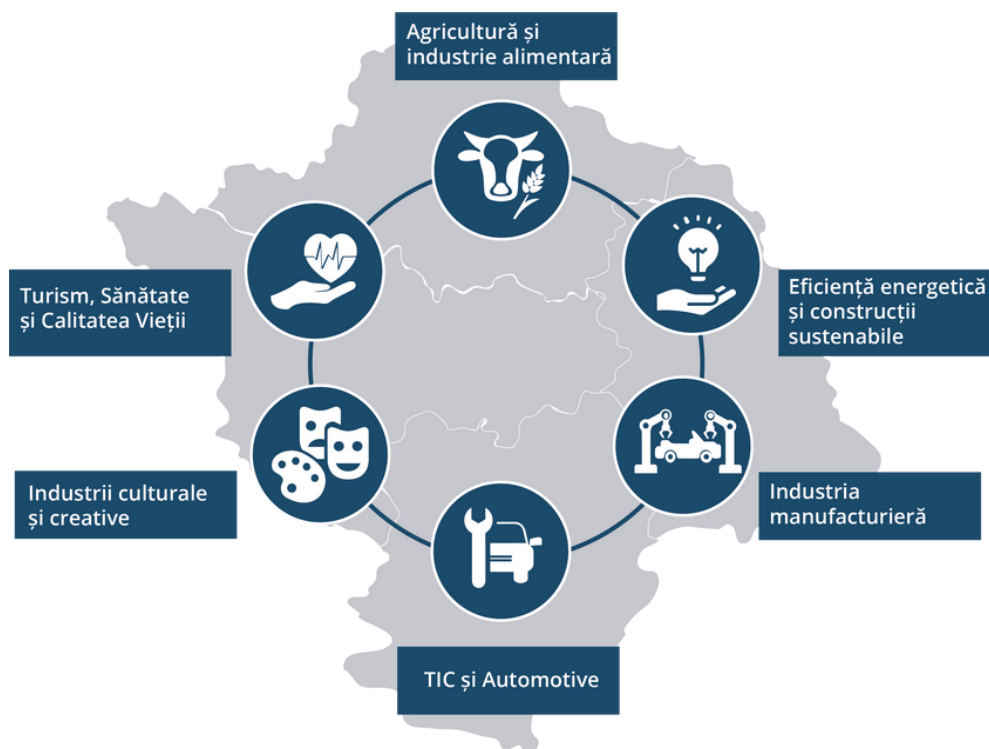 Agricultură și
industrie alimentară
Turism, Sănătate
și Calitatea Vieții
Eficiență energetică
și construcții
sustenabile
Industrii culturale
și creative
Industria
manufacturieră
TIC și Automotive